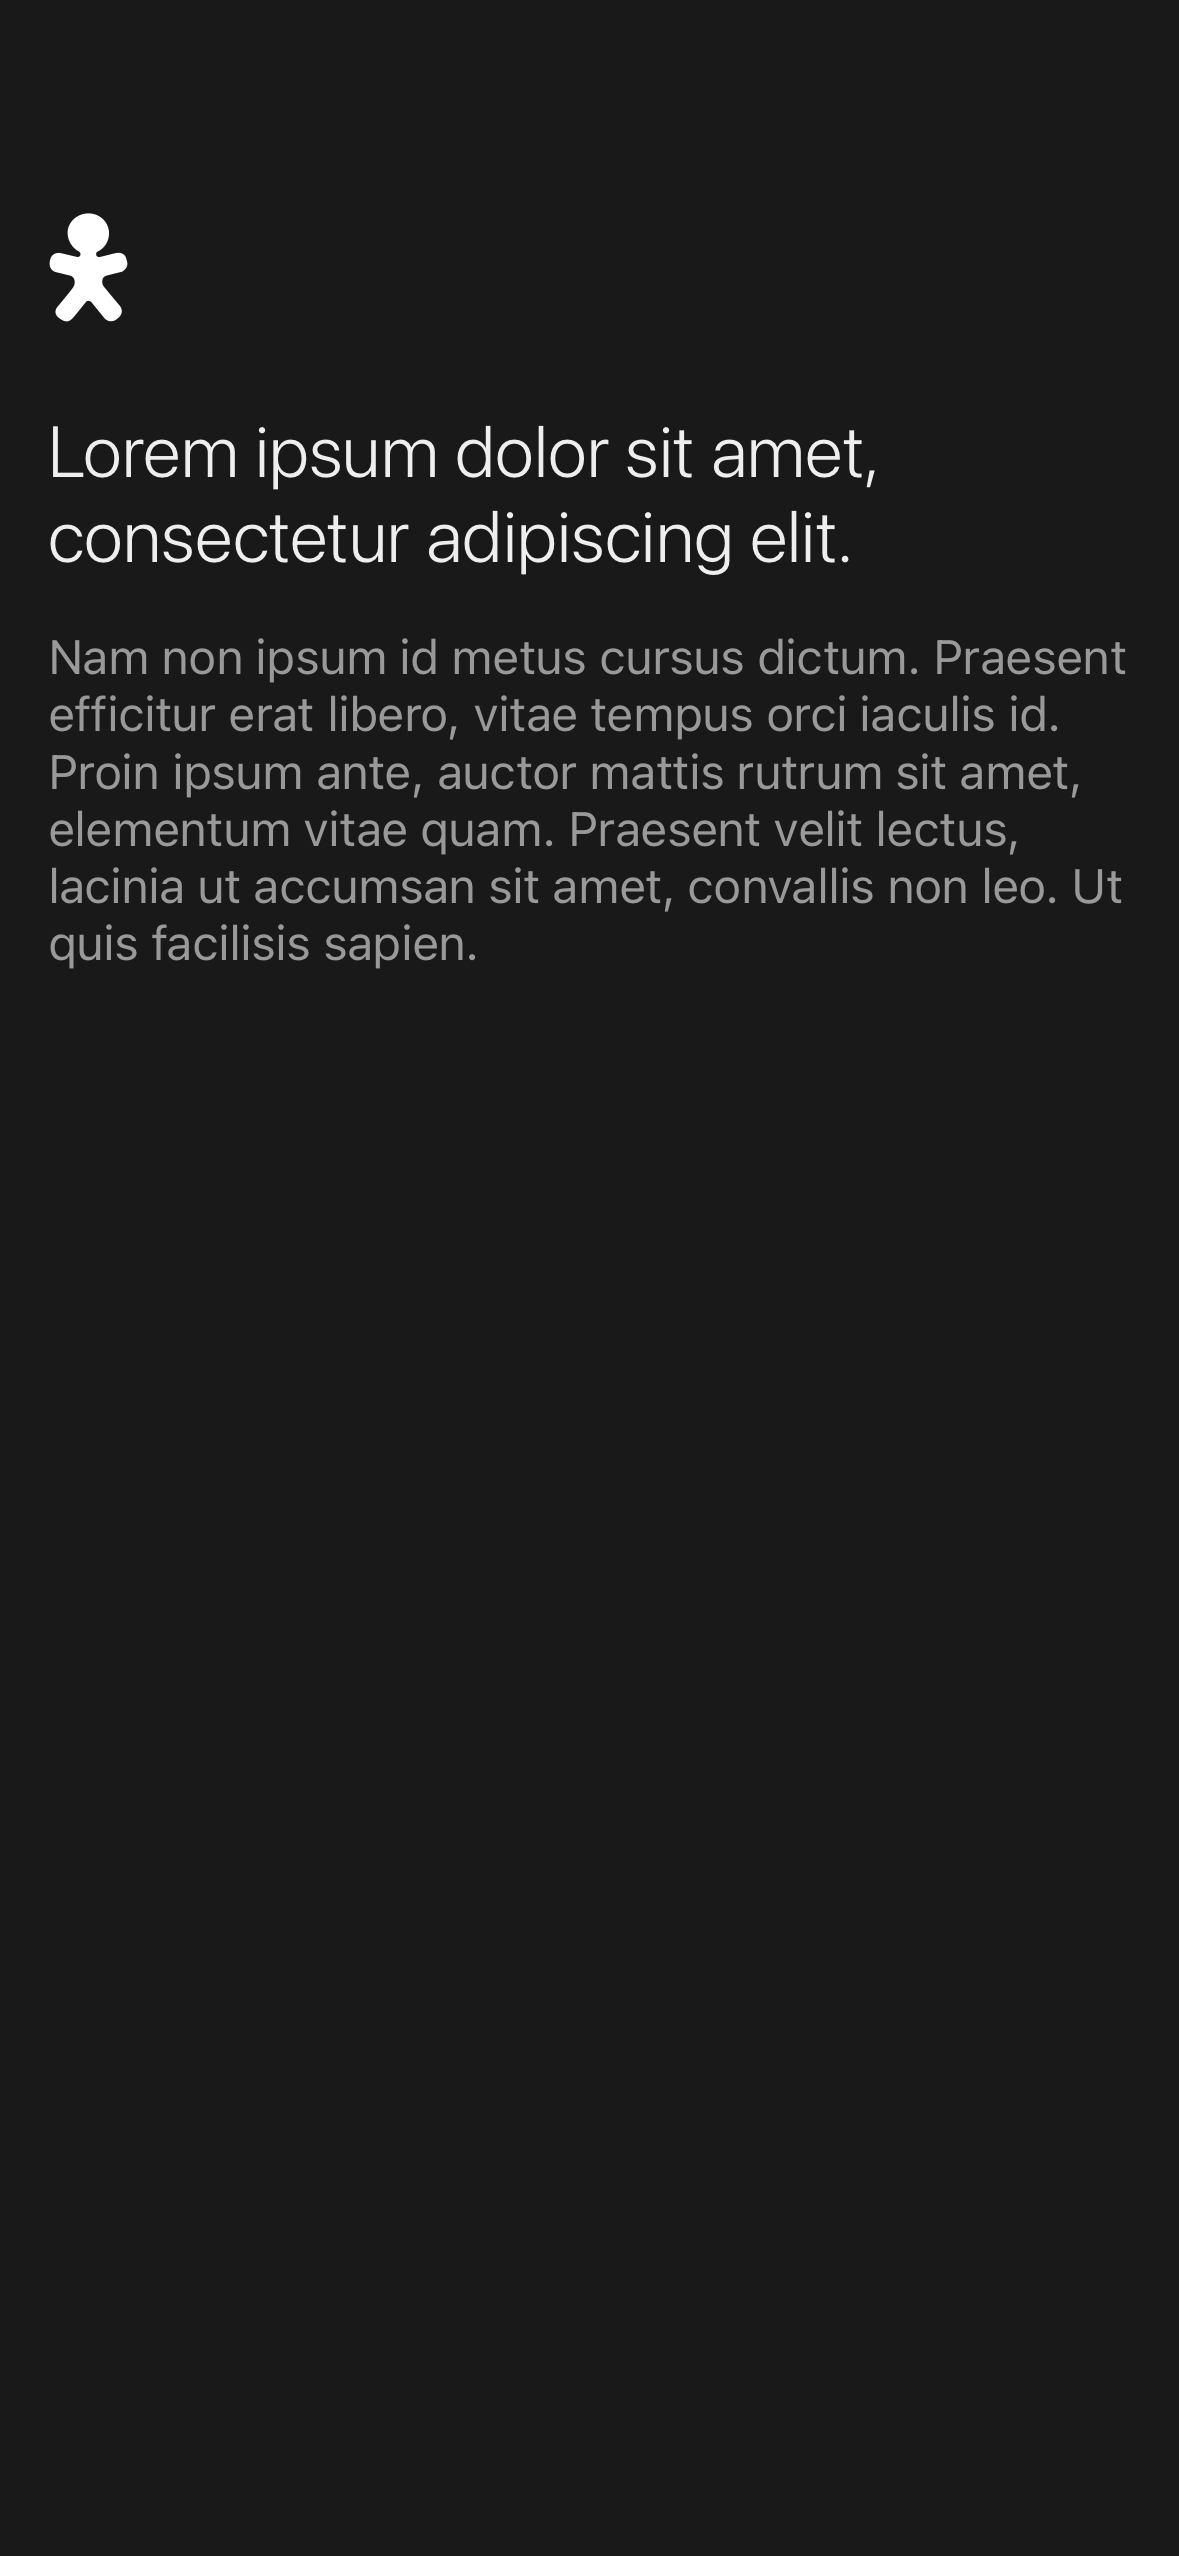 Lorem ipsum dolor sit amet,
consectetur adipiscing elit.
Nam non ipsum id metus cursus dictum. Praesent
efficitur erat libero, vitae tempus orci iaculis id.
Proin ipsum ante, auctor mattis rutrum sit amet,
elementum vitae quam. Praesent velit lectus,
lacinia ut accumsan sit amet, convallis non leo. Ut
quis facilisis sapien.